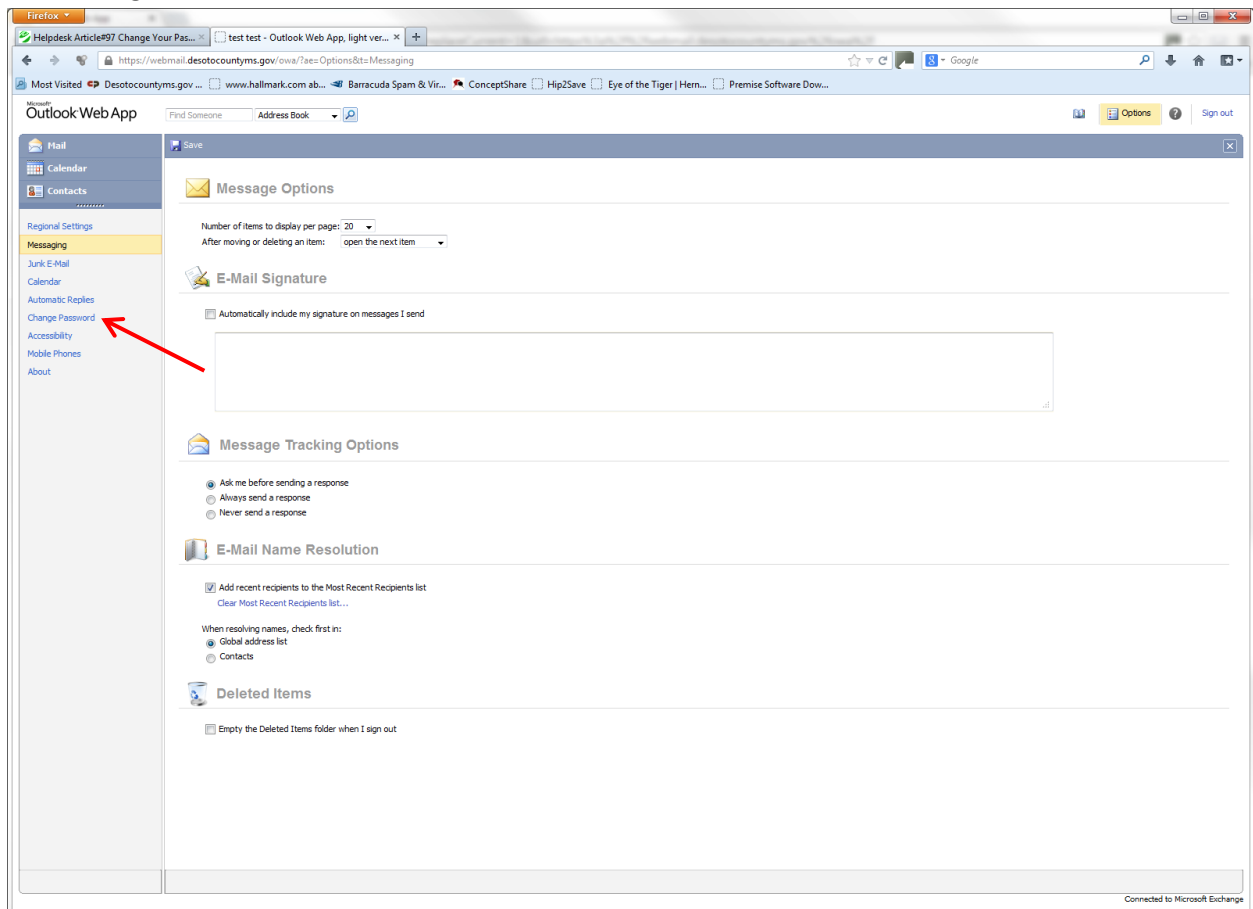 Firefox
Helpdesk Article#97 Change Your Pas... × test test - Outlook Web App, light ver... × +
https://webmail.desotocountyms.gov/owa/?ae=Options&t=Messaging Google
Most Visited Desotocountyms.gov ... www.hallmark.com ab... Barracuda Spam & Vir... ConceptShare Hip2Save Eye of the Tiger | Hern... Premise Software Dow...
Microsoft
Outlook Web App Find Someone Address Book Options Sign out
Mail
Calendar
Contacts
Regional Settings
Messaging
Junk E-Mail
Calendar
Automatic Replies
Change Password
Accessibility
Mobile Phones
About
Save
Message Options
Number of items to display per page: 20
After moving or deleting an item: open the next item
E-Mail Signature
Automatically include my signature on messages I send
Message Tracking Options
Ask me before sending a response
Always send a response
Never send a response
E-Mail Name Resolution
Add recent recipients to the Most Recent Recipients list
Clear Most Recent Recipients list...
When resolving names, check first in:
Global address list
Contacts
Deleted Items
Empty the Deleted Items folder when I sign out
Connected to Microsoft Exchange